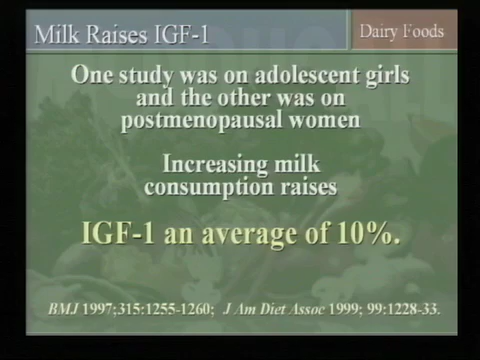 Milk Raises IGF-1
Dairy Foods
One study was on adolescent girls
and the other was on
postmenopausal women
Increasing milk
consumption raises
IGF-1 an average of 10%.
BMJ 1997;315:1255-1260; J Am Diet Assoc 1999; 99:1228-33.